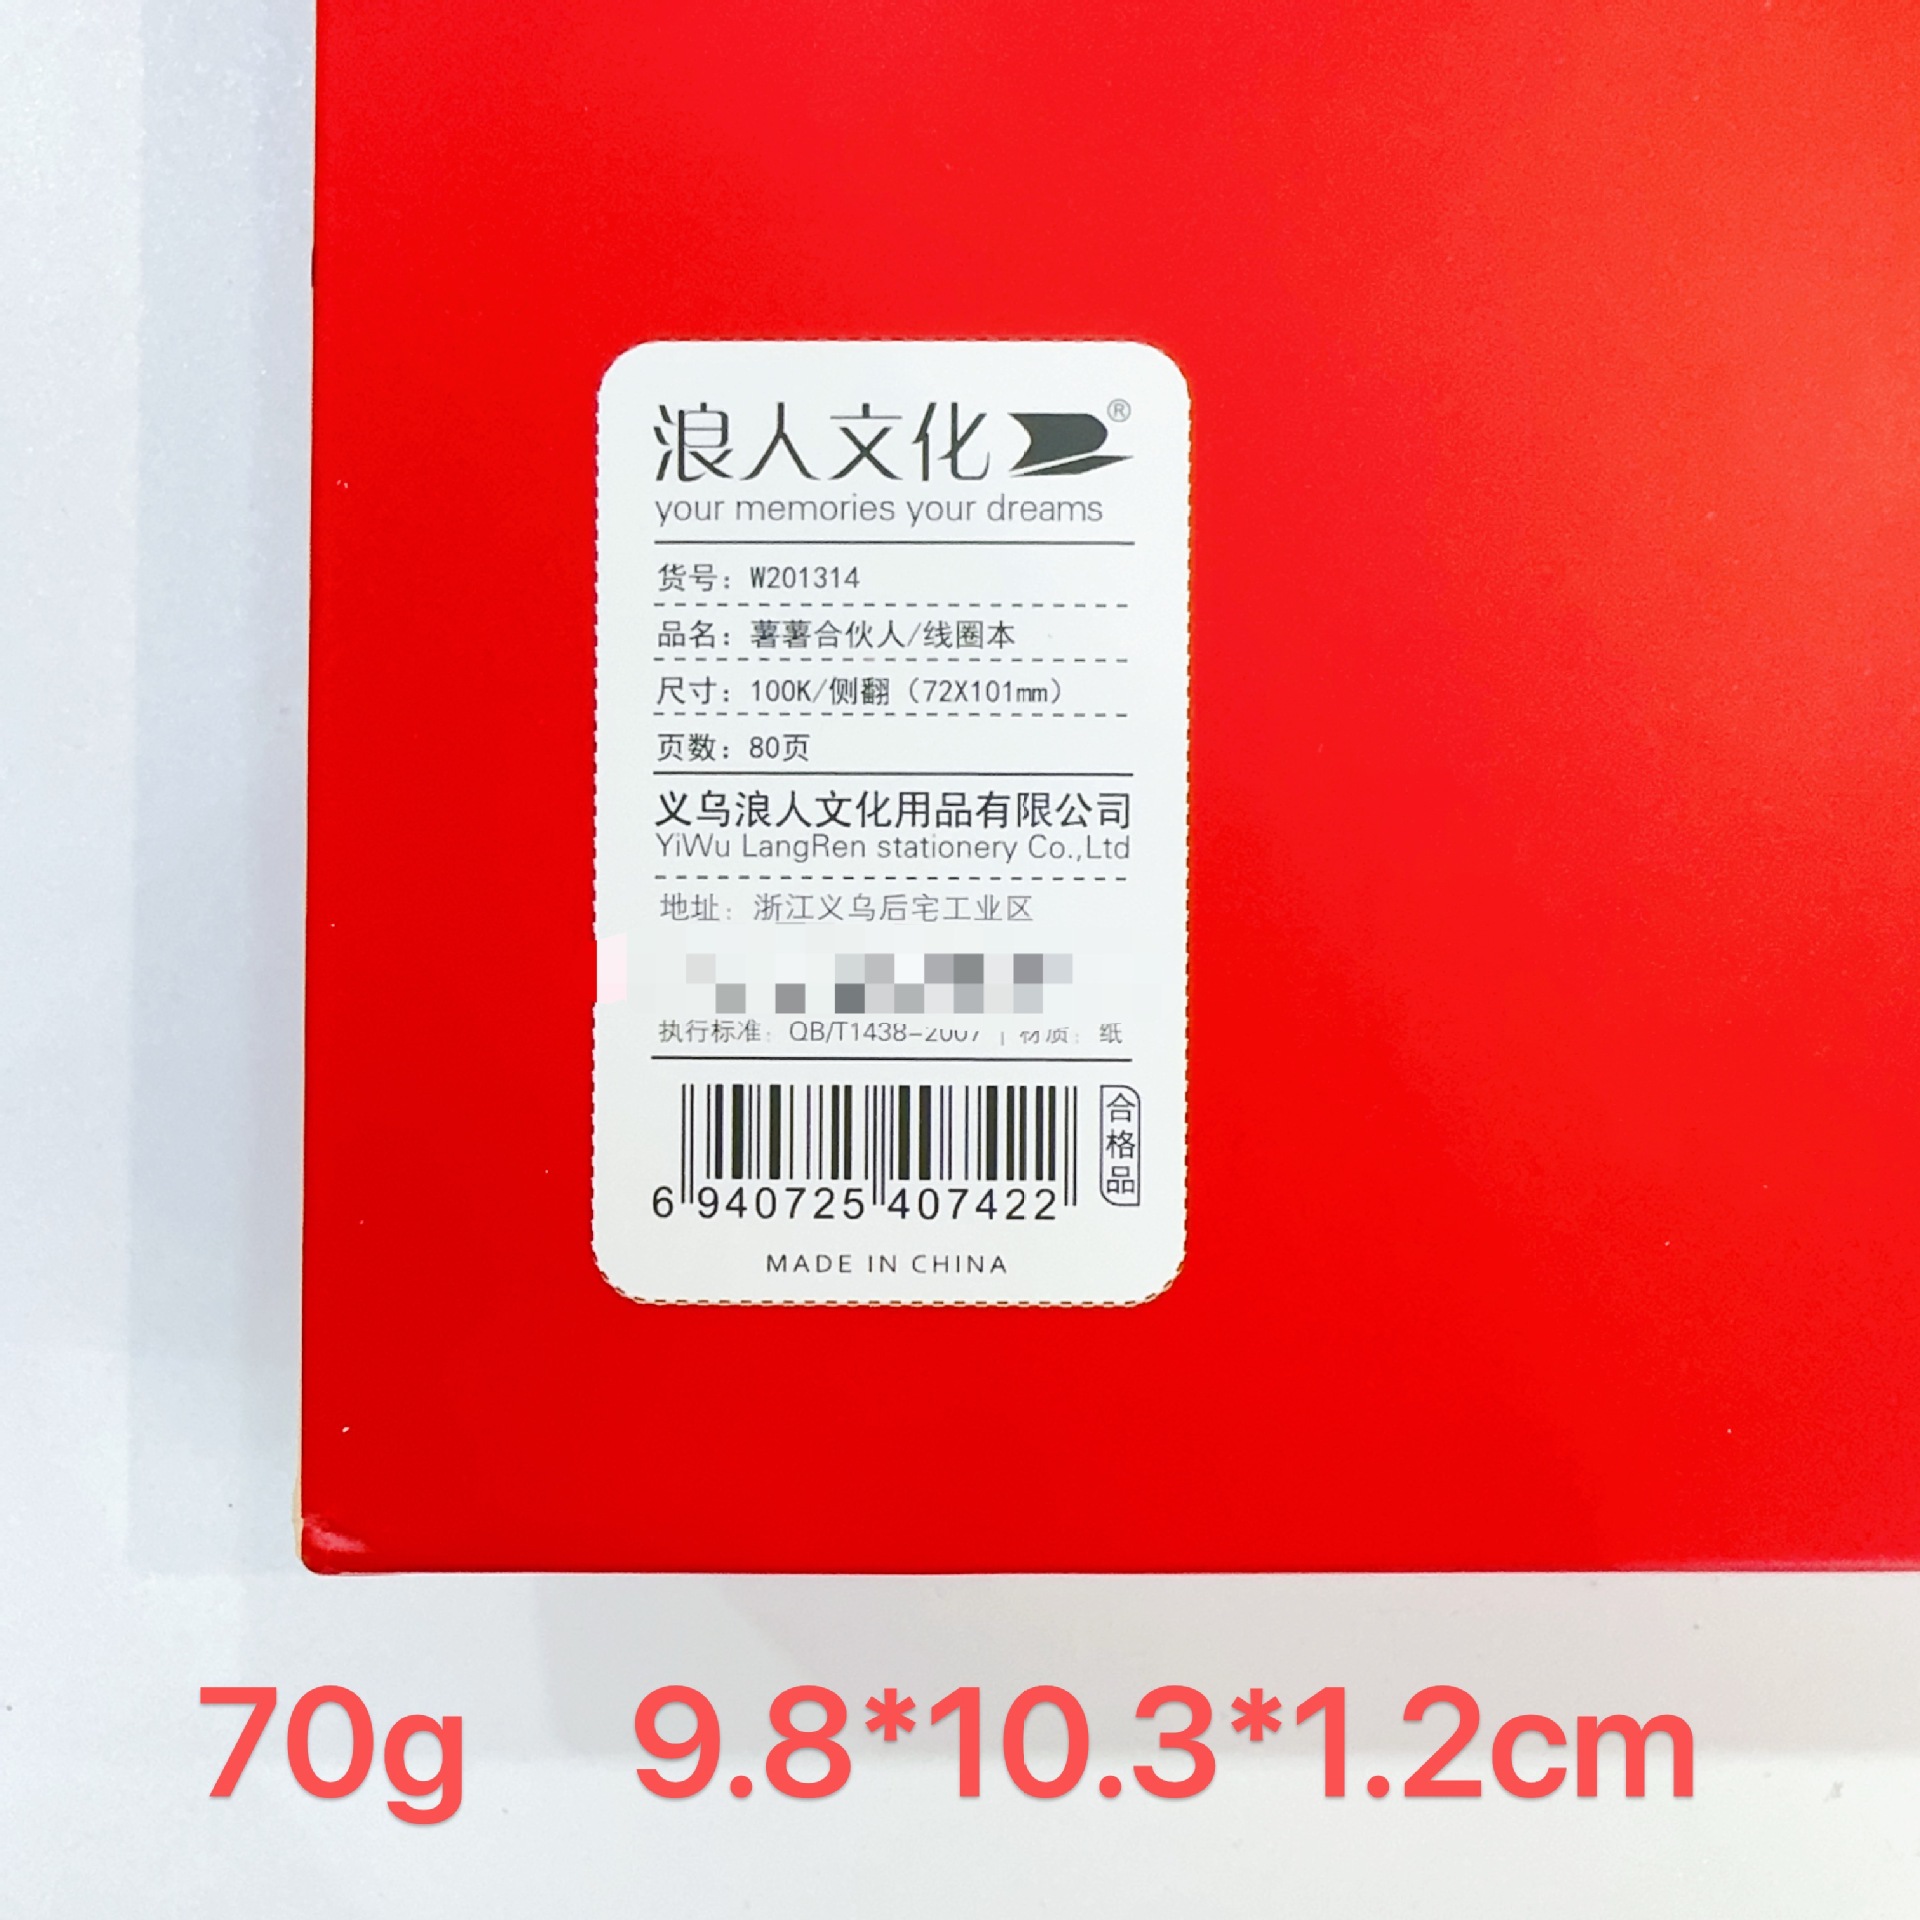 浪人文化®
your memories your dreams
货号：W201314
品名：薯薯合伙人/线圈本
尺寸：100K/侧翻（72X101mm）
页数：80页
义乌浪人文化用品有限公司
YiWu LangRen stationery Co.,Ltd
地址：浙江义乌后宅工业区
执行标准：QB/T1438-2007 | 材质：纸
合格品
6 940725 407422
MADE IN CHINA
70g 9.8*10.3*1.2cm